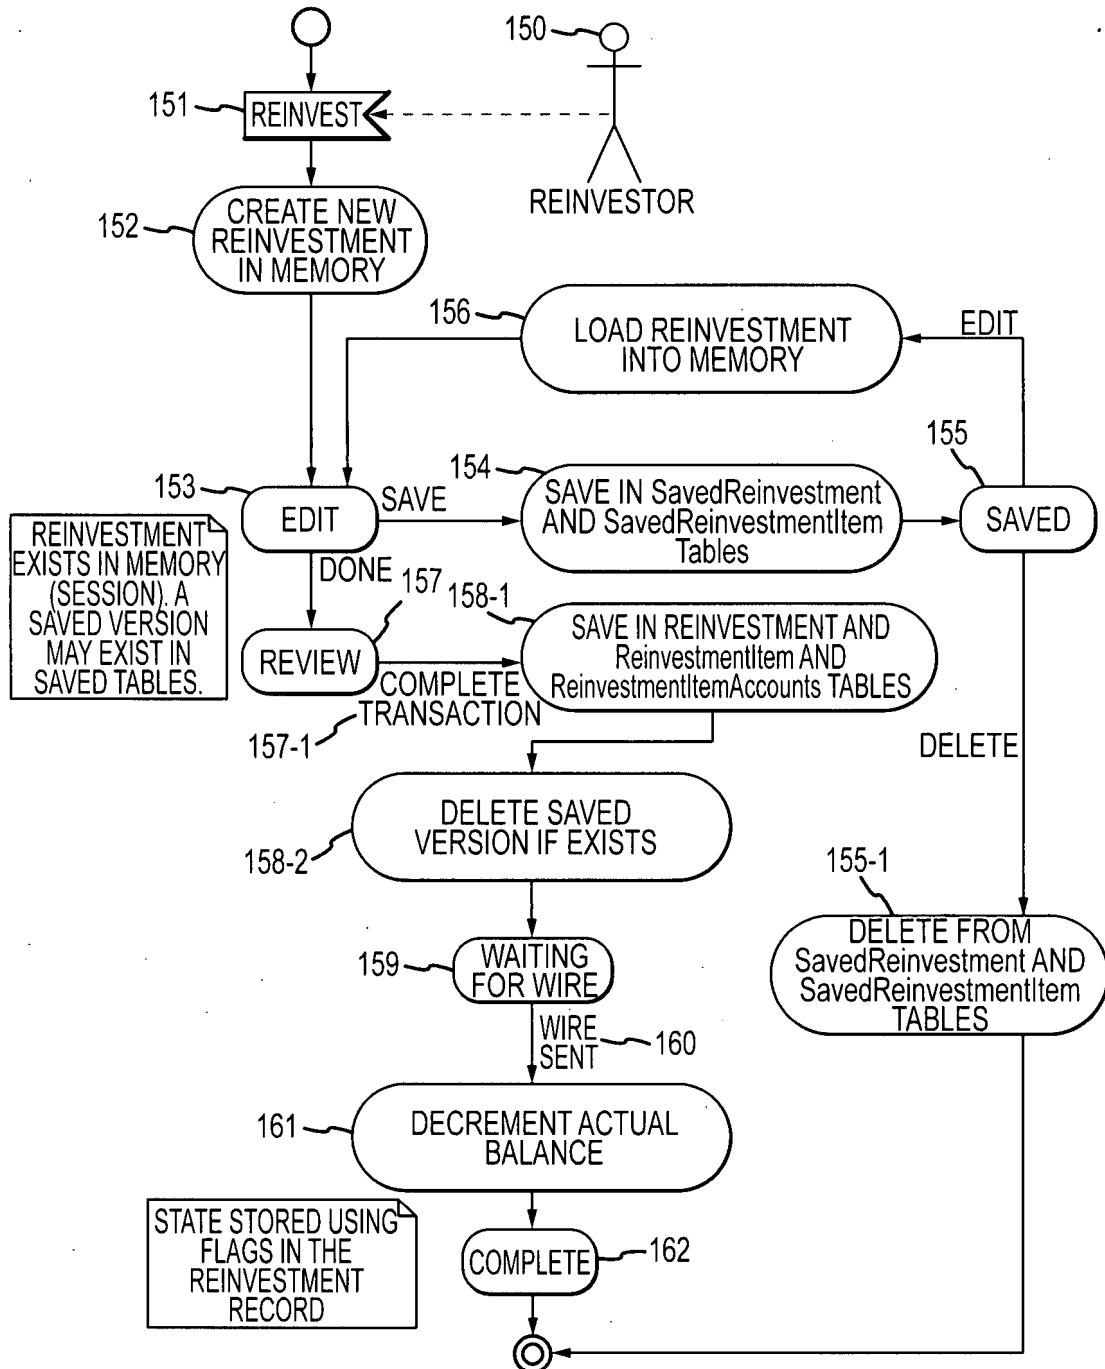 150
151
REINVEST
REINVESTOR
152
CREATE NEW
REINVESTMENT
IN MEMORY
156
LOAD REINVESTMENT
INTO MEMORY
EDIT
155
154
153
EDIT
SAVE
SAVE IN SavedReinvestment
AND SavedReinvestmentItem
Tables
SAVED
REINVESTMENT
EXISTS IN MEMORY
(SESSION). A
SAVED VERSION
MAY EXIST IN
SAVED TABLES.
DONE
157
158-1
REVIEW
COMPLETE
TRANSACTION
157-1
SAVE IN REINVESTMENT AND
ReinvestmentItem AND
ReinvestmentItemAccounts TABLES
DELETE
DELETE SAVED
VERSION IF EXISTS
158-2
155-1
DELETE FROM
SavedReinvestment AND
SavedReinvestmentItem
TABLES
159
WAITING
FOR WIRE
WIRE
SENT
160
161
DECREMENT ACTUAL
BALANCE
STATE STORED USING
FLAGS IN THE
REINVESTMENT
RECORD
COMPLETE
162